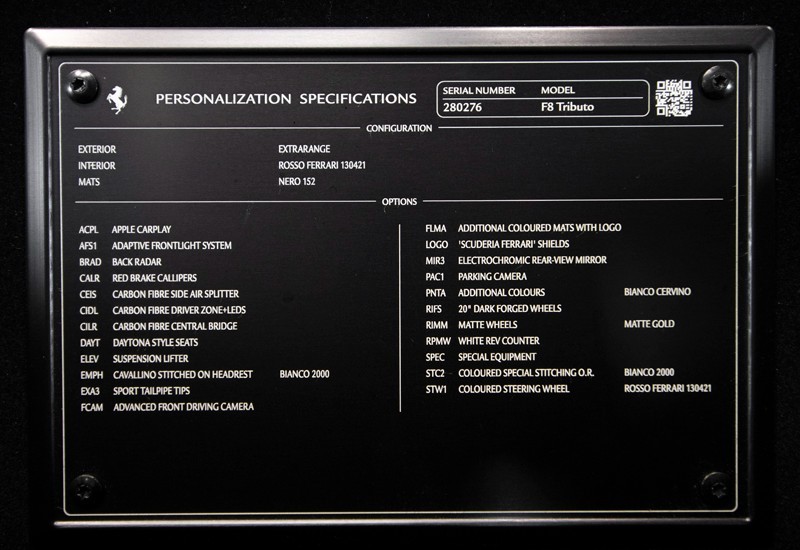 PERSONALIZATION SPECIFICATIONS
SERIAL NUMBER MODEL
280276 F8 Tributo
CONFIGURATION
EXTERIOR EXTRARANGE
INTERIOR ROSSO FERRARI 130421
MATS NERO 152
OPTIONS
ACPL APPLE CARPLAY
AFS1 ADAPTIVE FRONTLIGHT SYSTEM
BRAD BACK RADAR
CALR RED BRAKE CALLIPERS
CEIS CARBON FIBRE SIDE AIR SPLITTER
CIDL CARBON FIBRE DRIVER ZONE+LEDS
CILR CARBON FIBRE CENTRAL BRIDGE
DAYT DAYTONA STYLE SEATS
ELEV SUSPENSION LIFTER
EMPH CAVALLINO STITCHED ON HEADREST BIANCO 2000
EXA3 SPORT TAILPIPE TIPS
FCAM ADVANCED FRONT DRIVING CAMERA
FLMA ADDITIONAL COLOURED MATS WITH LOGO
LOGO 'SCUDERIA FERRARI' SHIELDS
MIR3 ELECTROCHROMIC REAR-VIEW MIRROR
PAC1 PARKING CAMERA
PNTA ADDITIONAL COLOURS BIANCO CERVINO
RIFS 20" DARK FORGED WHEELS
RIMM MATTE WHEELS MATTE GOLD
RPMW WHITE REV COUNTER
SPEC SPECIAL EQUIPMENT
STC2 COLOURED SPECIAL STITCHING O.R. BIANCO 2000
STW1 COLOURED STEERING WHEEL ROSSO FERRARI 130421